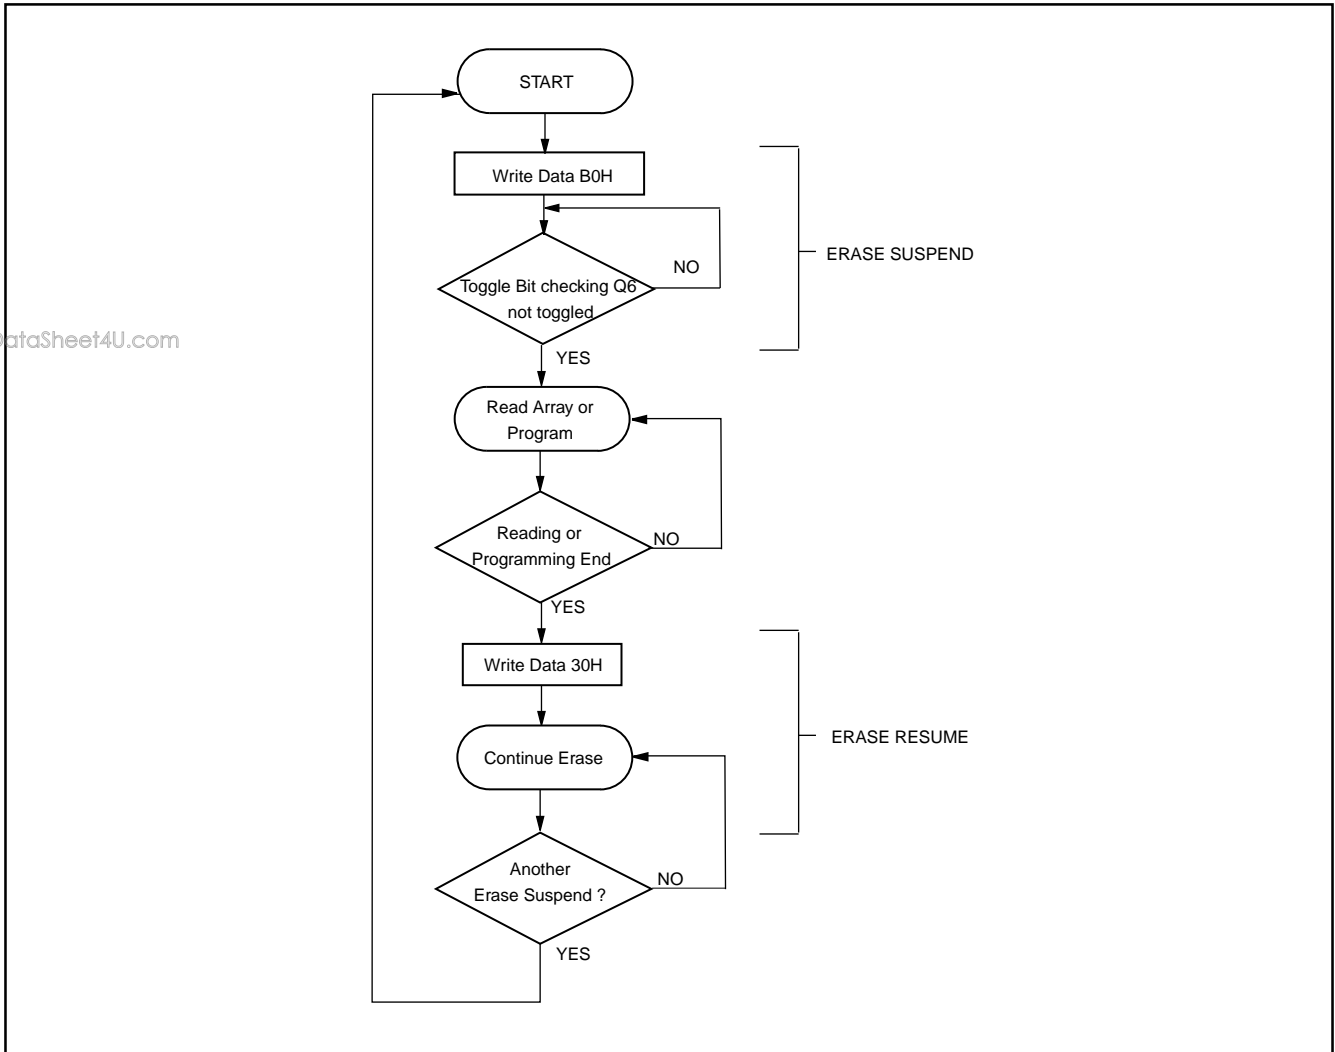 START
Write Data B0H
ERASE SUSPEND
NO
Toggle Bit checking Q6
not toggled
ataSheet4U.com
YES
Read Array or
Program
Reading or
NO
Programming End
YES
Write Data 30H
ERASE RESUME
Continue Erase
Another
NO
Erase Suspend ?
YES